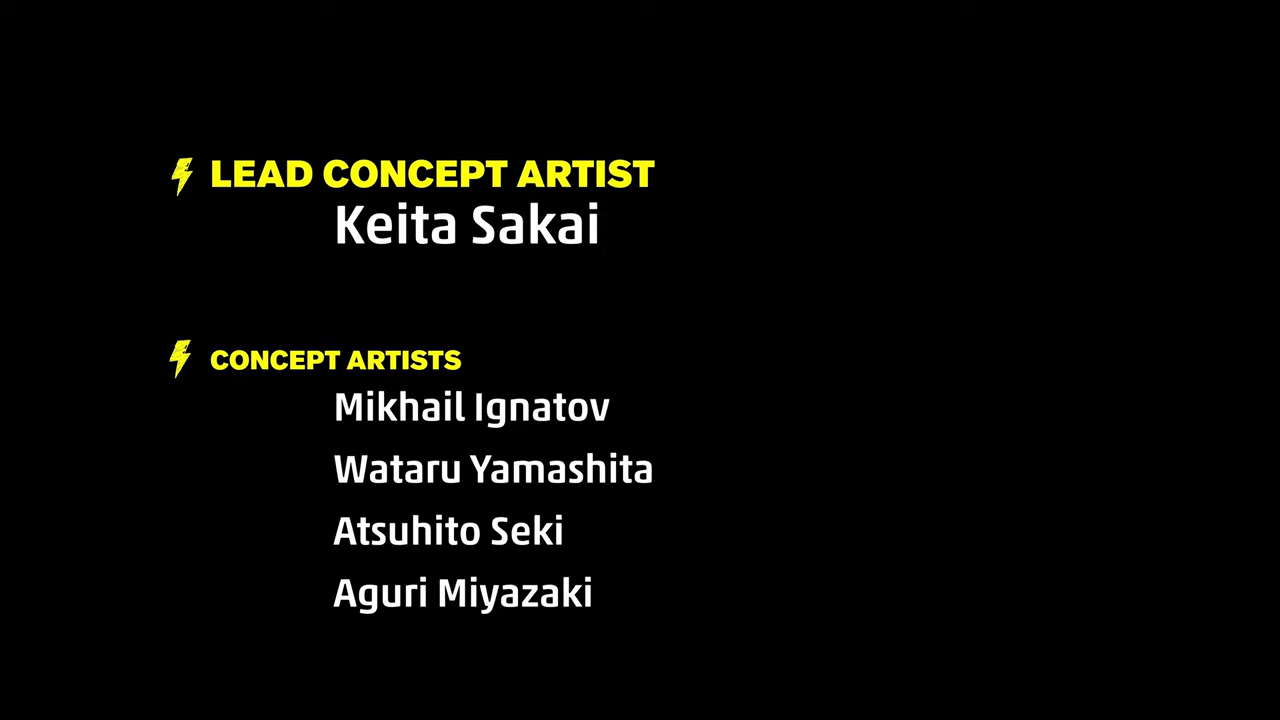 LEAD CONCEPT ARTIST
Keita Sakai
CONCEPT ARTISTS
Mikhail Ignatov
Wataru Yamashita
Atsuhito Seki
Aguri Miyazaki